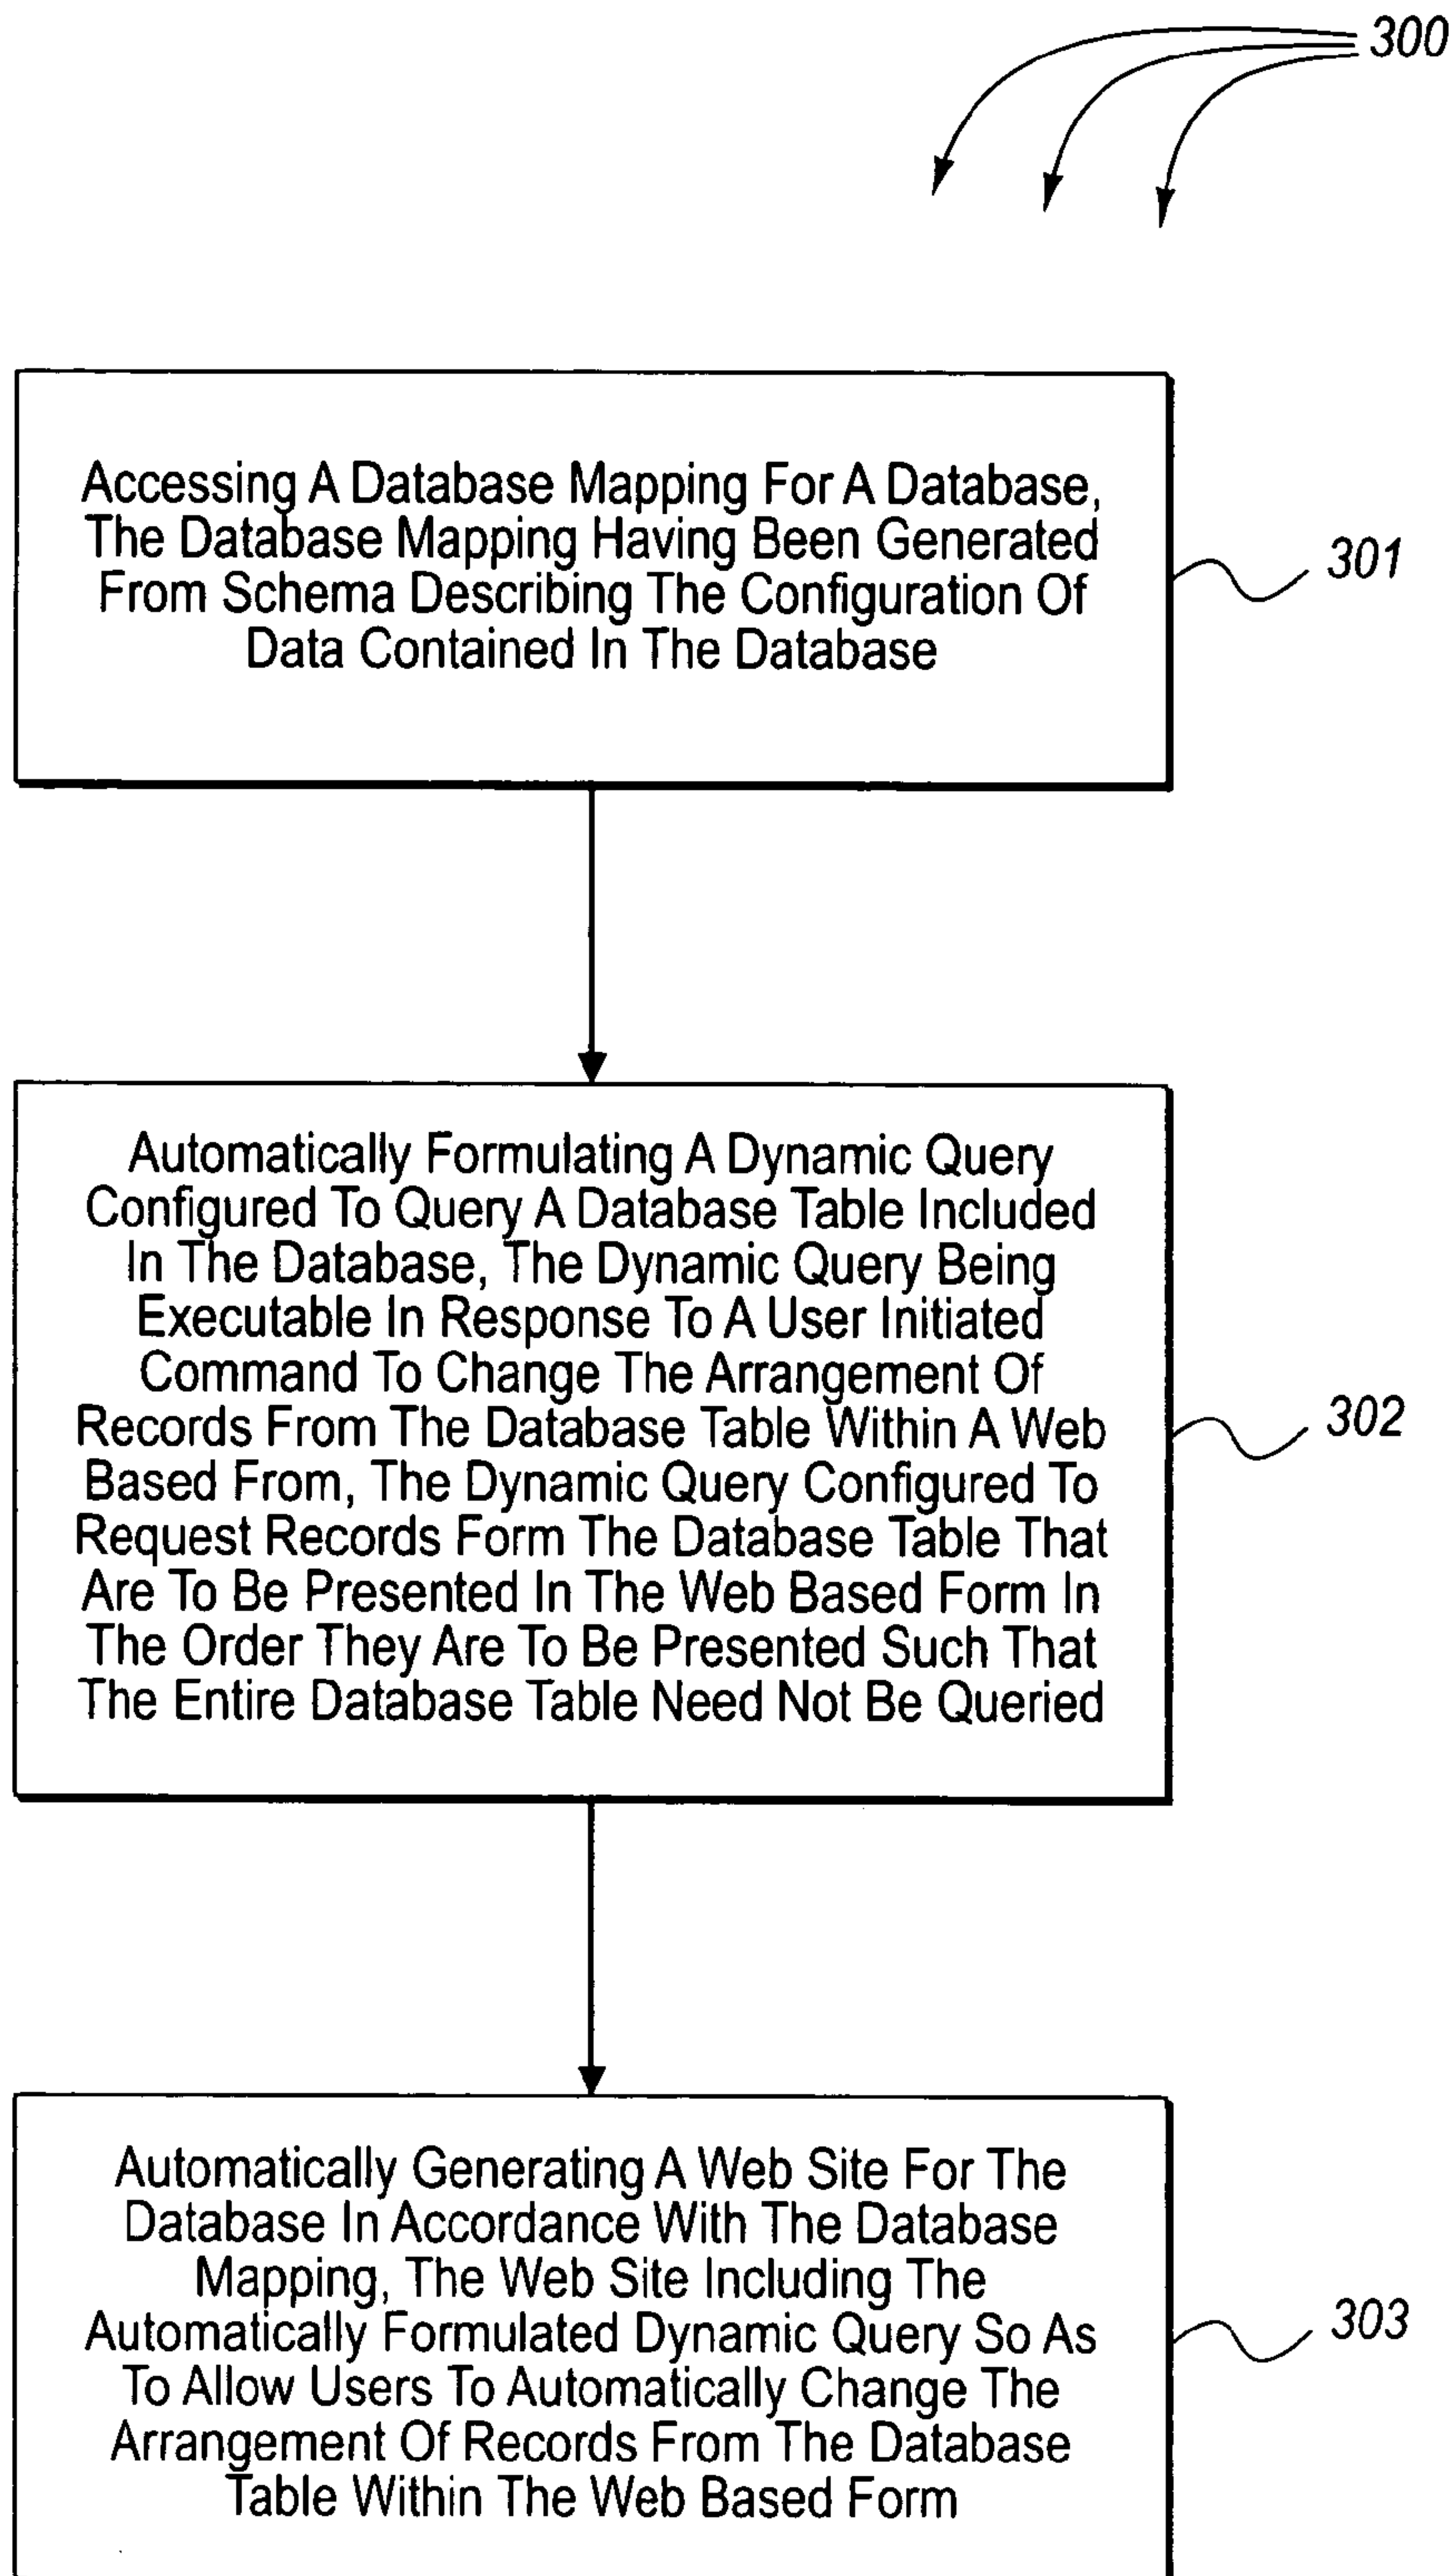 300
Accessing A Database Mapping For A Database,
The Database Mapping Having Been Generated
From Schema Describing The Configuration Of
Data Contained In The Database
301
Automatically Formulating A Dynamic Query
Configured To Query A Database Table Included
In The Database, The Dynamic Query Being
Executable In Response To A User Initiated
Command To Change The Arrangement Of
Records From The Database Table Within A Web
Based From, The Dynamic Query Configured To
Request Records Form The Database Table That
Are To Be Presented In The Web Based Form In
The Order They Are To Be Presented Such That
The Entire Database Table Need Not Be Queried
302
Automatically Generating A Web Site For The
Database In Accordance With The Database
Mapping, The Web Site Including The
Automatically Formulated Dynamic Query So As
To Allow Users To Automatically Change The
Arrangement Of Records From The Database
Table Within The Web Based Form
303